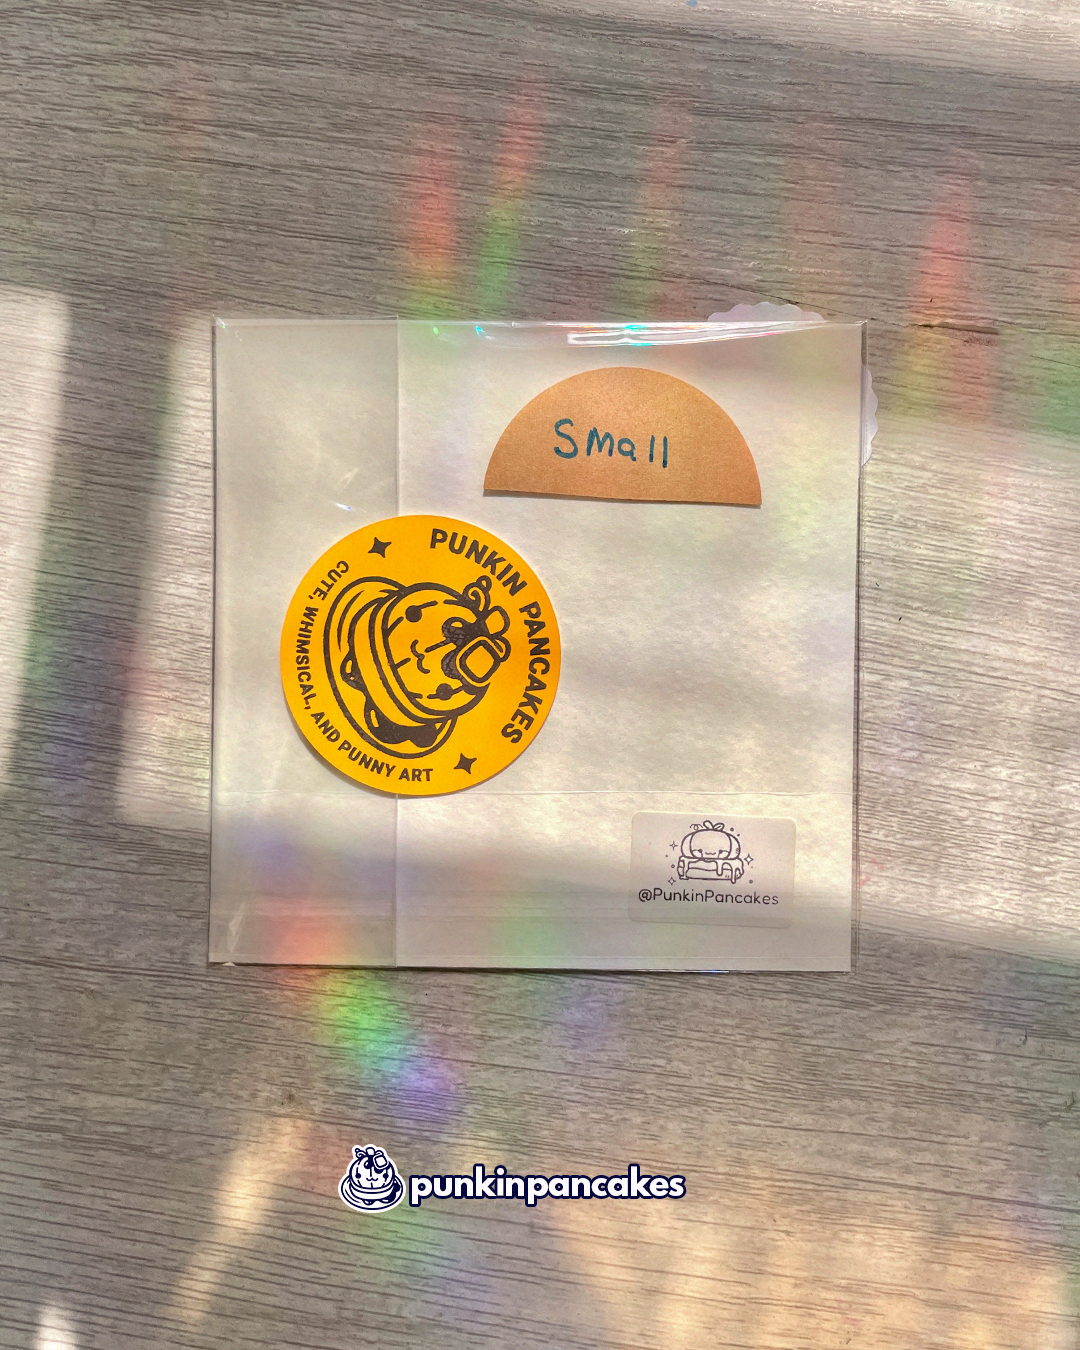 Small
PUNKIN PANCAKES
CUTE, WHIMSICAL, AND PUNNY ART
@PunkinPancakes
punkinpancakes